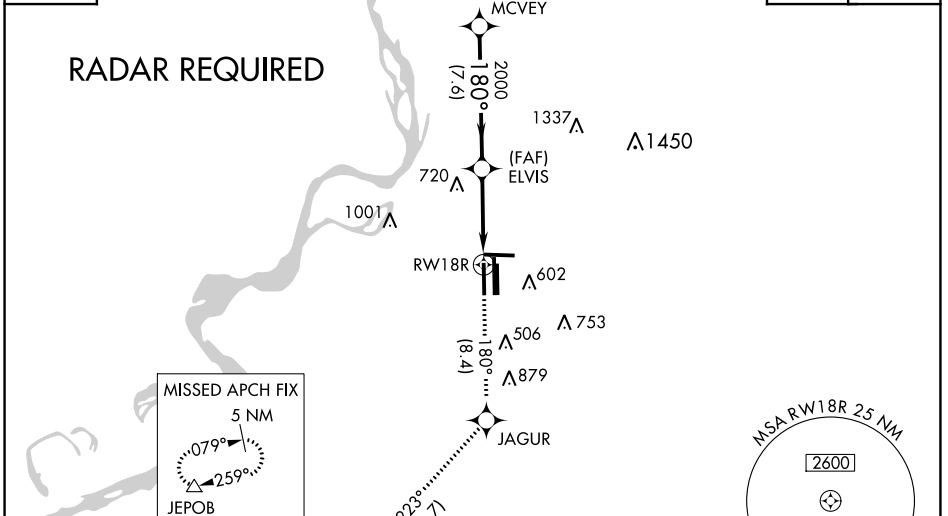 MCVEY
RADAR REQUIRED
2000
180°
(7.6)
1337
1450
(FAF)
ELVIS
720
1001
RW18R
602
753
506
180°
(8.4)
879
MISSED APCH FIX
5 NM
079°
259°
JEPOB
JAGUR
MSA RW18R 25 NM
2600